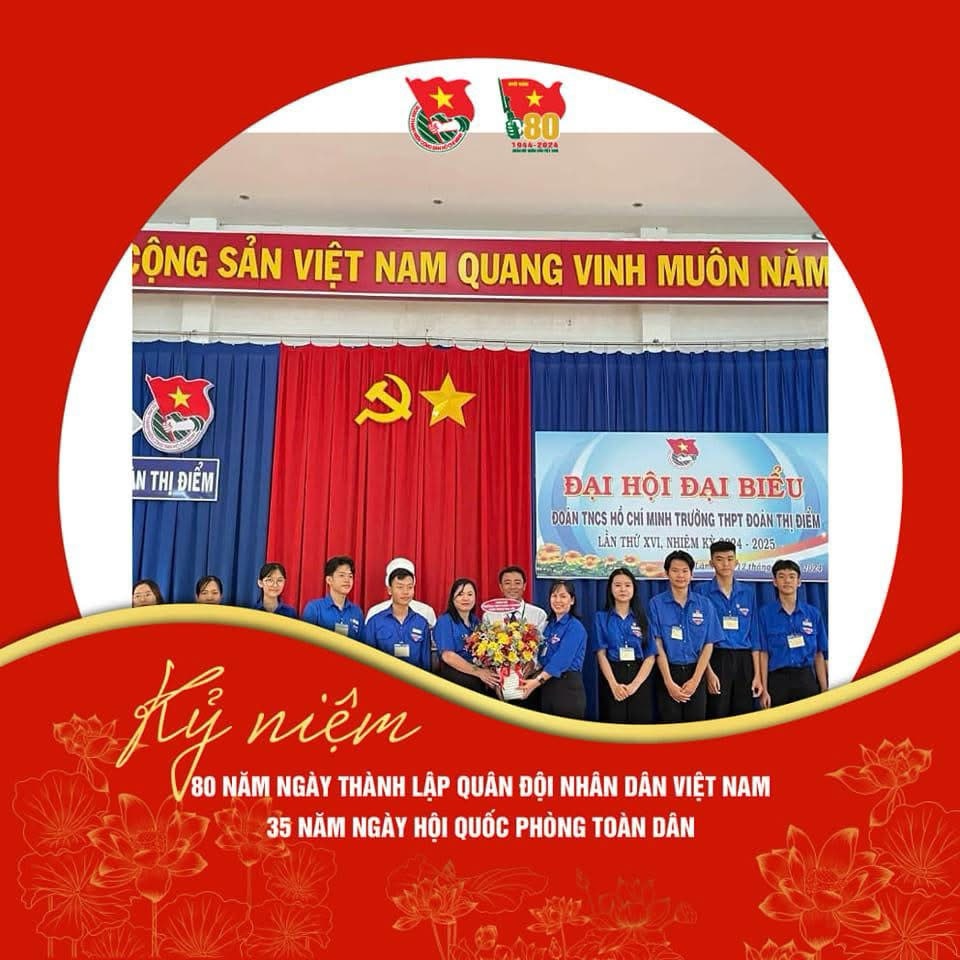 1944-2024
80
CỘNG SẢN VIỆT NAM QUANG VINH MUÔN NĂM
THỊ ĐIỂM
ĐẠI HỘI ĐẠI BIỂU
ĐOÀN TNCS HỒ CHÍ MINH TRƯỜNG THPT ĐOÀN THỊ ĐIỂM
LẦN THỨ XVI, NHIỆM KỲ 2024 - 2025
2024
Kỷ niệm
80 NĂM NGÀY THÀNH LẬP QUÂN ĐỘI NHÂN DÂN VIỆT NAM
35 NĂM NGÀY HỘI QUỐC PHÒNG TOÀN DÂN